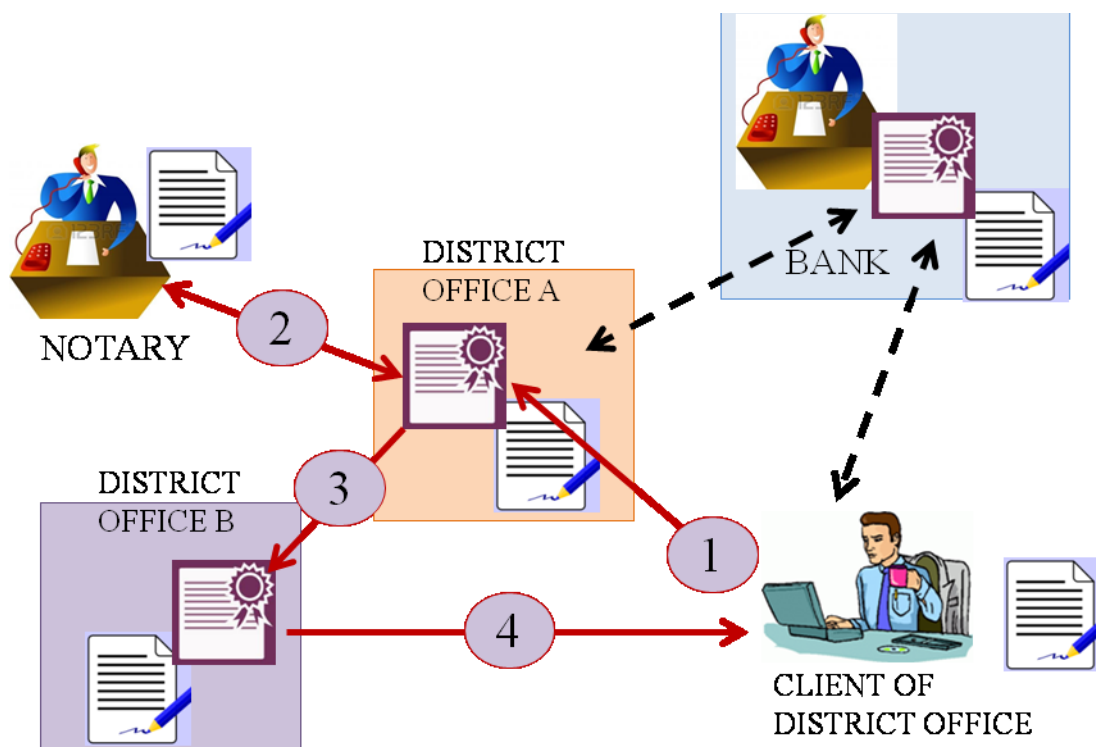 DISTRICT
OFFICE A
BANK
2
NOTARY
3
DISTRICT
OFFICE B
1
4
CLIENT OF
DISTRICT OFFICE